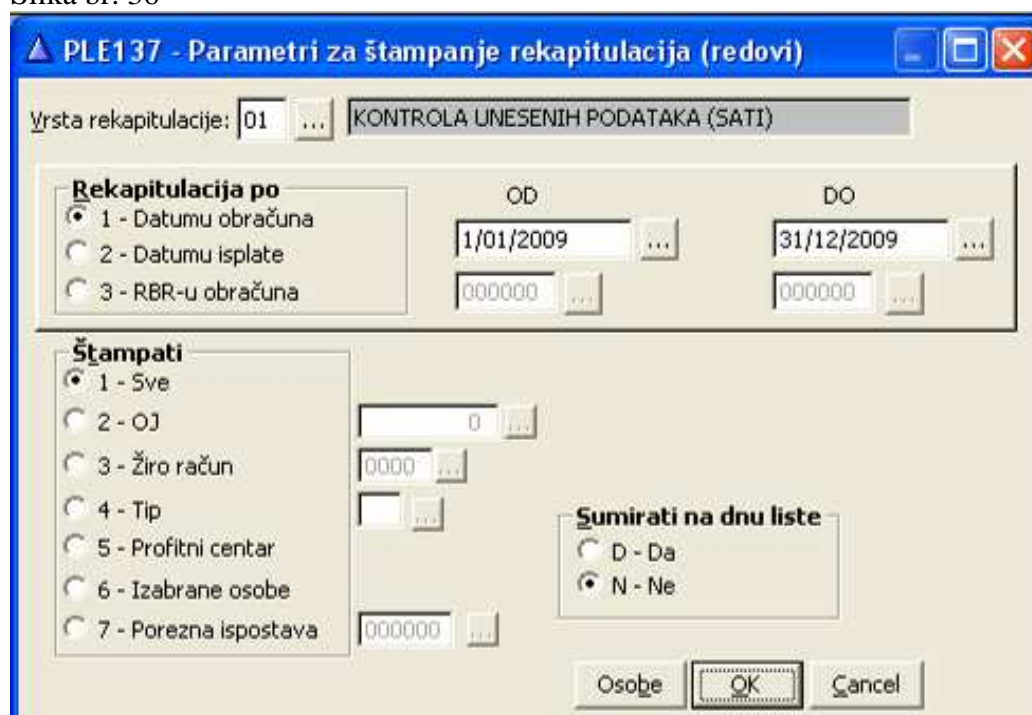 Slika br. 38
PLE137 - Parametri za štampanje rekapitulacija (redovi)
Vrsta rekapitulacije: 01 ... KONTROLA UNESENIH PODATAKA (SATI)
Rekapitulacija po OD DO
1 - Datumu obračuna 1/01/2009 ... 31/12/2009 ...
2 - Datumu isplate
3 - RBR-u obračuna 000000 ... 000000 ...
Štampati
1 - Sve
2 - OJ 0 ...
3 - Žiro račun 0000 ...
4 - Tip ...
5 - Profitni centar
6 - Izabrane osobe
7 - Porezna ispostava 000000 ...
Sumirati na dnu liste
D - Da
N - Ne
Osobe OK Cancel